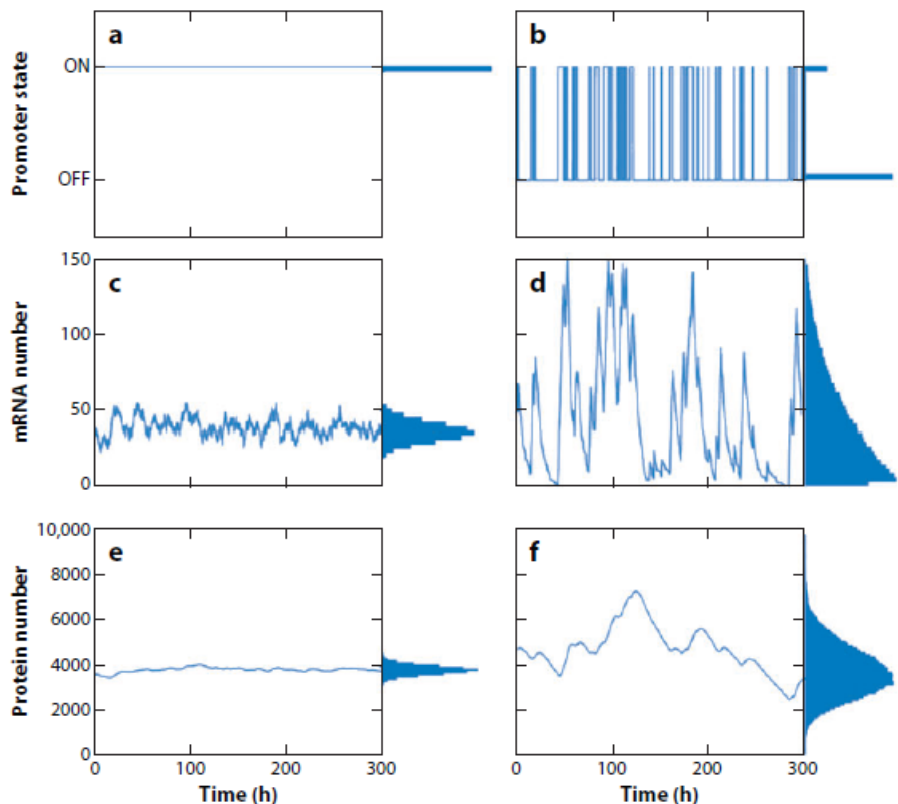 a
b
Promoter state
ON
OFF
c
d
mRNA number
150
100
50
0
e
f
Protein number
10,000
8000
6000
4000
2000
0
0 100 200 300
0 100 200 300
Time (h)
Time (h)